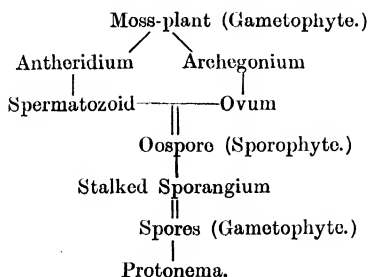 Moss-plant (Gametophyte.)
Antheridium Archegonium
Spermatozoid Ovum
Oospore (Sporophyte.)
Stalked Sporangium
Spores (Gametophyte.)
Protonema.